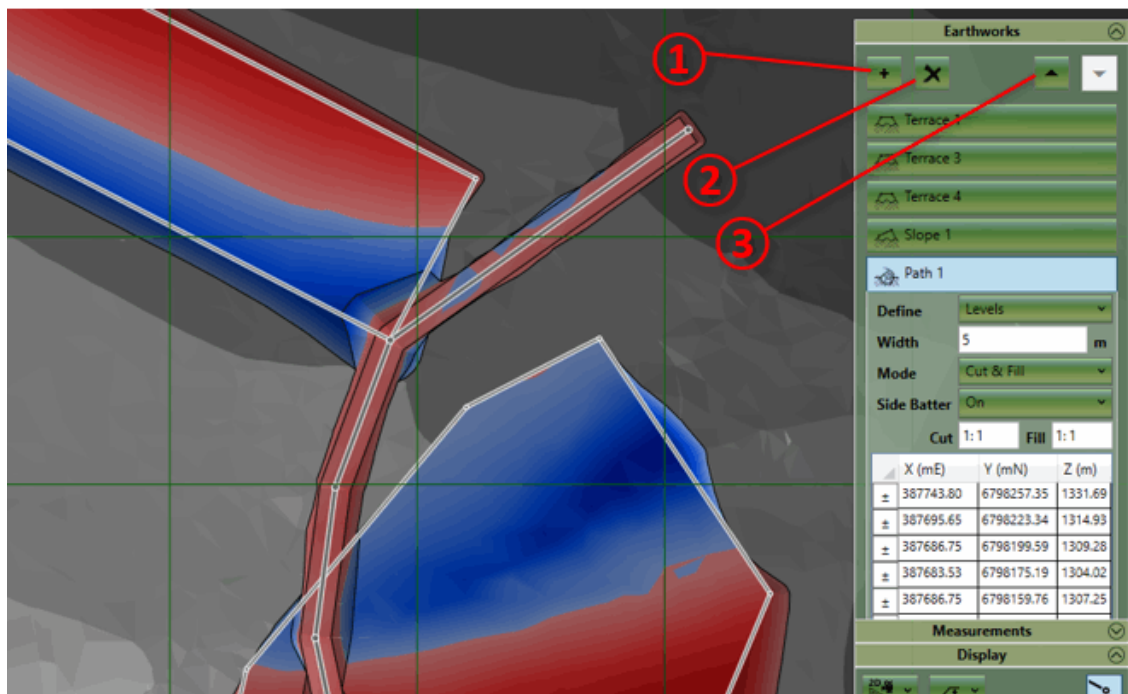 Earthworks
1
+
2
3
Terrace 1
Terrace 3
Terrace 4
Slope 1
Path 1
Define Levels
Width 5 m
Mode Cut & Fill
Side Batter On
Cut 1:1 Fill 1:1
X (mE) Y (mN) Z (m)
± 387743.80 6798257.35 1331.69
± 387695.65 6798223.34 1314.93
± 387686.75 6798199.59 1309.28
± 387683.53 6798175.19 1304.02
± 387686.75 6798159.76 1307.25
Measurements
Display